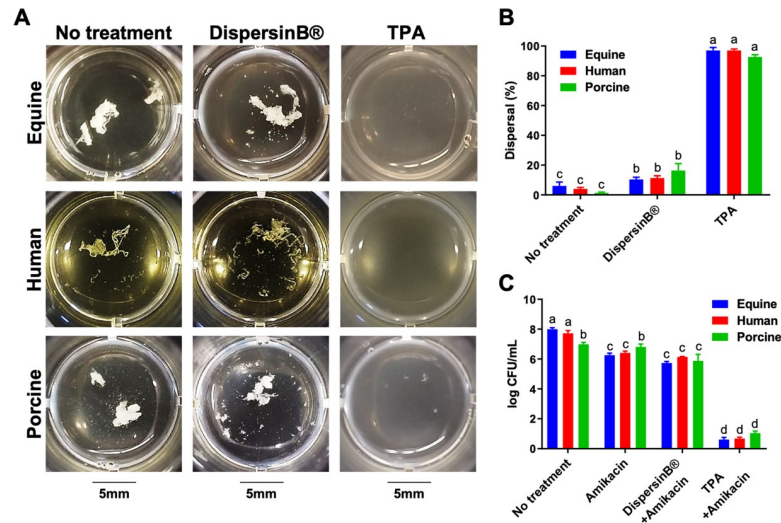 A
No treatment DispersinB® TPA
Equine
Human
Porcine
5mm 5mm 5mm
B
Dispersal (%)
100
80
60
40
20
0
Equine
Human
Porcine
c c c b b b a a a
No treatment
DispersinB®
TPA
C
log CFU/mL
10
8
6
4
2
0
Equine
Human
Porcine
a a b c c b c c c d d d
No treatment
Amikacin
DispersinB®
+Amikacin
TPA
+Amikacin